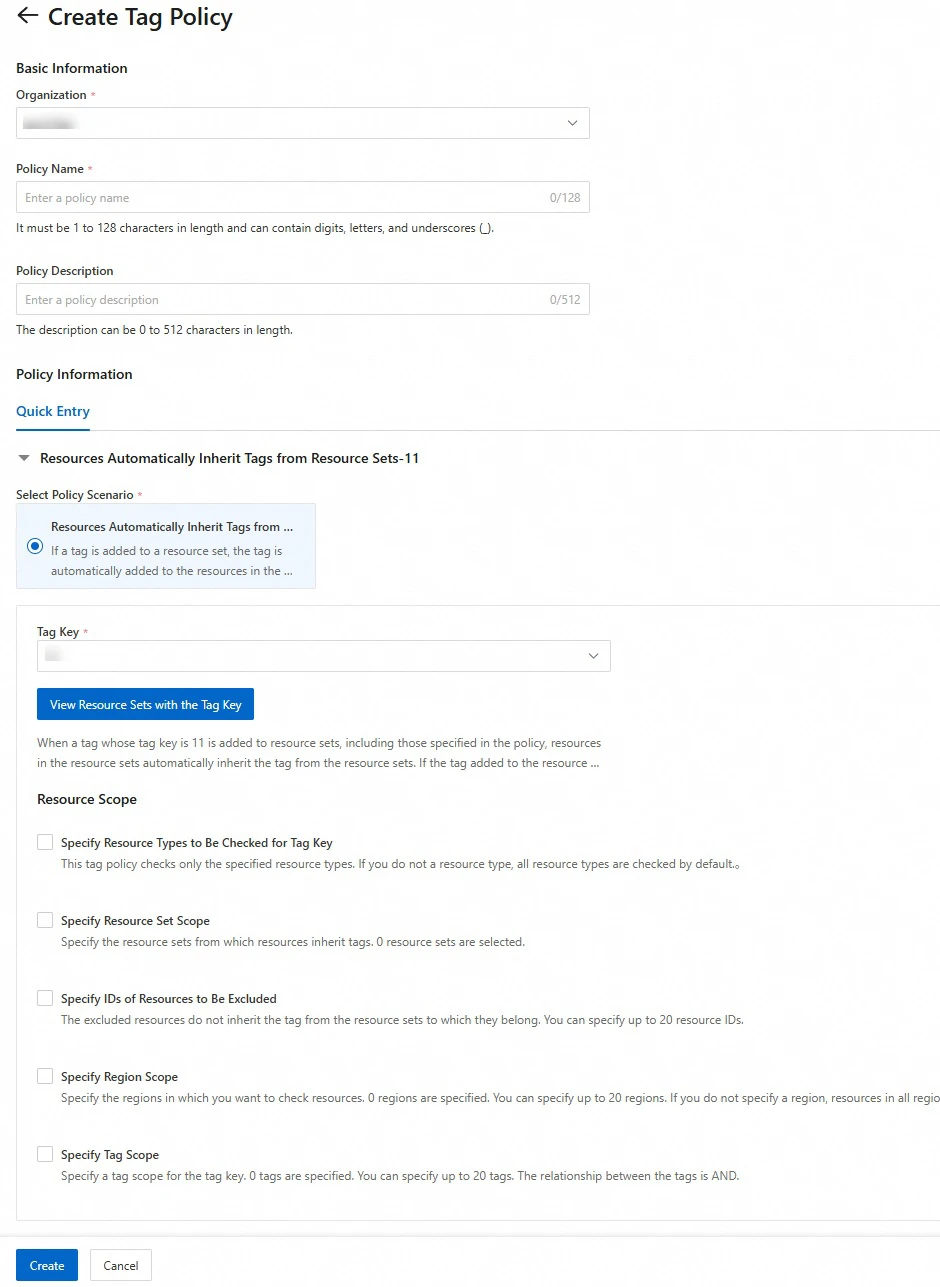 Create Tag Policy
Basic Information
Organization *
Policy Name *
Enter a policy name 0/128
It must be 1 to 128 characters in length and can contain digits, letters, and underscores (_).
Policy Description
Enter a policy description 0/512
The description can be 0 to 512 characters in length.
Policy Information
Quick Entry
Resources Automatically Inherit Tags from Resource Sets-11
Select Policy Scenario *
Resources Automatically Inherit Tags from ...
If a tag is added to a resource set, the tag is
automatically added to the resources in the ...
Tag Key *
View Resource Sets with the Tag Key
When a tag whose tag key is 11 is added to resource sets, including those specified in the policy, resources
in the resource sets automatically inherit the tag from the resource sets. If the tag added to the resource ...
Resource Scope
Specify Resource Types to Be Checked for Tag Key
This tag policy checks only the specified resource types. If you do not a resource type, all resource types are checked by default.。
Specify Resource Set Scope
Specify the resource sets from which resources inherit tags. 0 resource sets are selected.
Specify IDs of Resources to Be Excluded
The excluded resources do not inherit the tag from the resource sets to which they belong. You can specify up to 20 resource IDs.
Specify Region Scope
Specify the regions in which you want to check resources. 0 regions are specified. You can specify up to 20 regions. If you do not specify a region, resources in all regio
Specify Tag Scope
Specify a tag scope for the tag key. 0 tags are specified. You can specify up to 20 tags. The relationship between the tags is AND.
Create Cancel